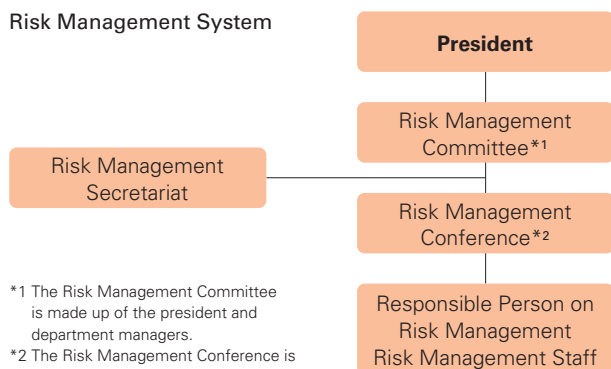 Risk Management System
President
Risk Management
Committee*1
Risk Management
Secretariat
Risk Management
Conference*2
*1 The Risk Management Committee
is made up of the president and
department managers.
*2 The Risk Management Conference is
Responsible Person on
Risk Management
Risk Management Staff